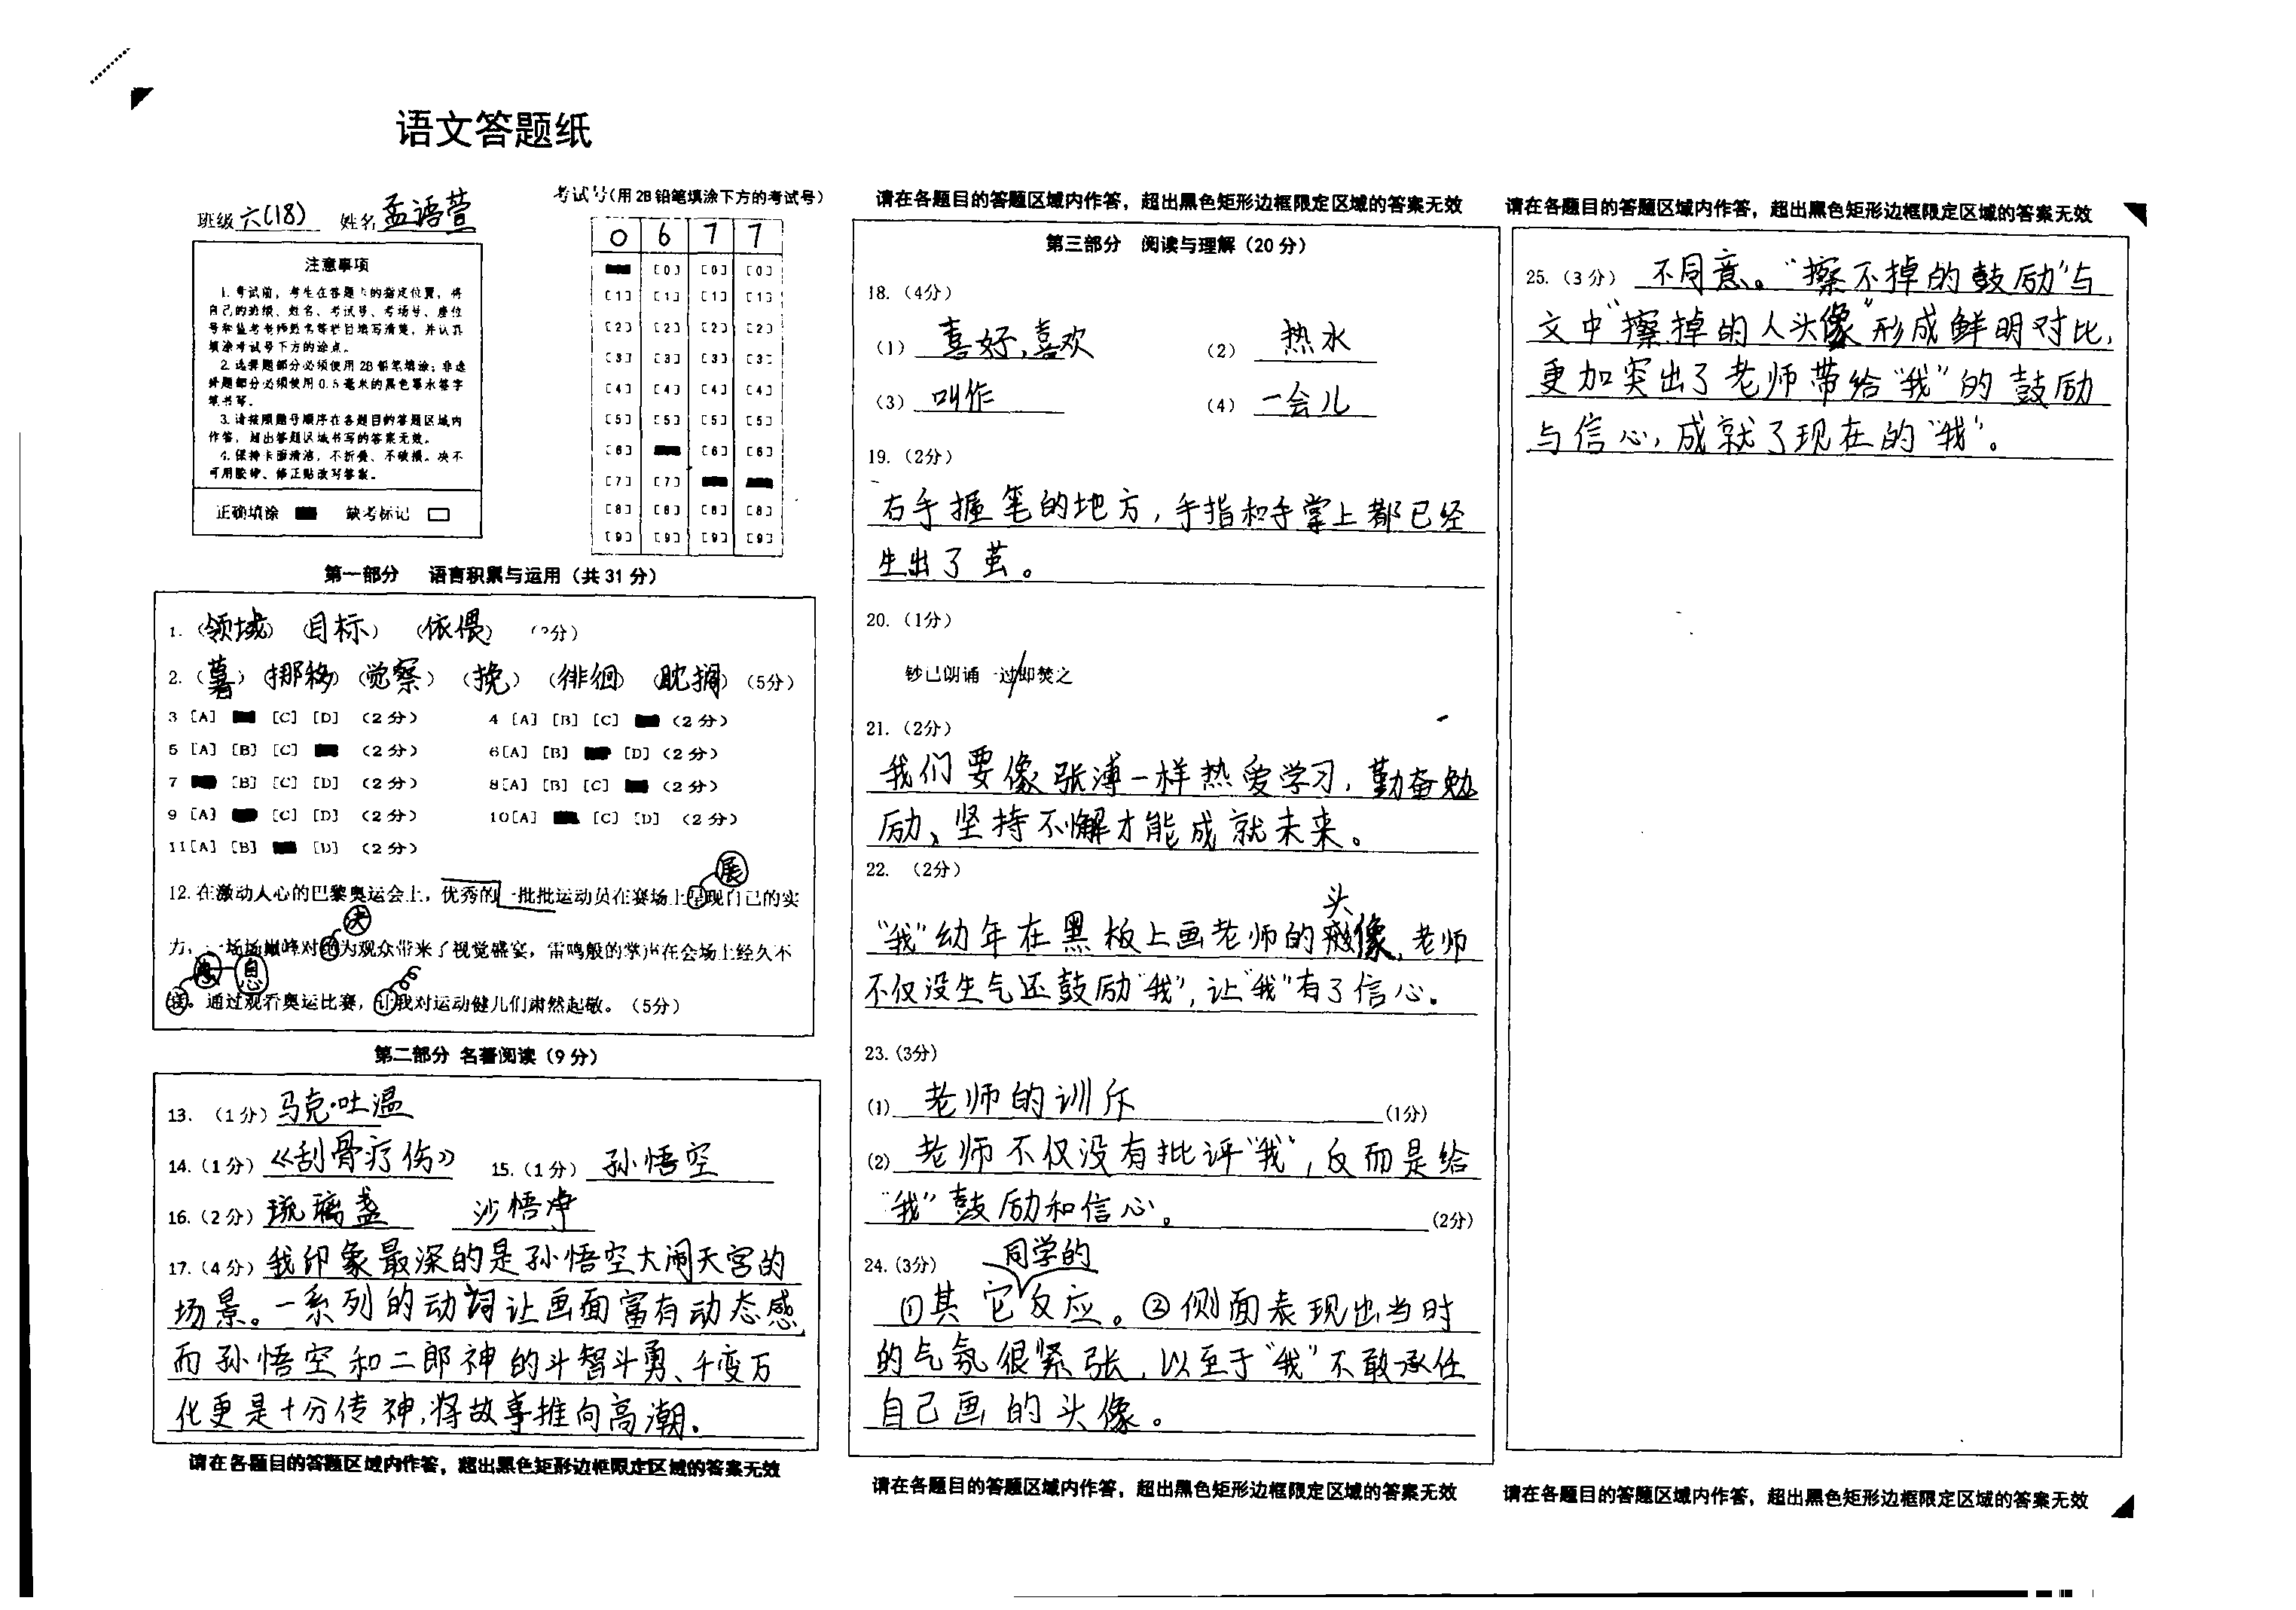 语文答题纸
班级 六(18) 姓名 孟语萱
考试号(用2B铅笔填涂下方的考试号)
0 6 7 7
[0] [0] [0]
[1] [1] [1] [1]
[2] [2] [2] [2]
[3] [3] [3] [3]
[4] [4] [4] [4]
[5] [5] [5] [5]
[6] [6] [6]
[7] [7]
[8] [8] [8] [8]
[9] [9] [9] [9]
注意事项
1. 考试前，考生在答题卡的指定位置，将
自己的班级、姓名、考试号、考场号、座位
号和监考老师姓名等栏目填写清楚，并认真
填涂考试号下方的涂点。
2. 选择题部分必须使用2B铅笔填涂；非选
择题部分必须使用0.5毫米的黑色墨水签字
笔书写。
3. 请按照题号顺序在各题目的答题区域内
作答，超出答题区域书写的答案无效。
4. 保持卡面清洁，不折叠、不破损。决不
可用胶带、修正贴改写答案。
正确填涂 缺考标记
第一部分 语言积累与运用（共31分）
1.（领域）（目标）（依偎）（3分）
2.（薯）（挪移）（觉察）（挽）（徘徊）（耽搁）（5分）
3 [A] [C] [D] （2分） 4 [A] [B] [C] （2分）
5 [A] [B] [C] （2分） 6[A] [B] [D]（2分）
7 [B] [C] [D] （2分） 8[A] [B] [C] （2分）
9 [A] [C] [D] （2分） 10[A] [C] [D] （2分）
11[A] [B] [D] （2分）
展
12. 在激动人心的巴黎奥运会上，优秀的一批批运动员在赛场上呈现自己的实
决
力，一场场巅峰对绝为观众带来了视觉盛宴，雷鸣般的掌声在会场上经久不
息
送。通过观看奥运比赛，让我对运动健儿们肃然起敬。（5分）
第二部分 名著阅读（9分）
13.（1分）马克·吐温
14.（1分）《刮骨疗伤》 15.（1分）孙悟空
16.（2分）琉璃盏 沙悟净
17.（4分）我印象最深的是孙悟空大闹天宫的
场景。一系列的动词让画面富有动态感，
而孙悟空和二郎神的斗智斗勇、千变万
化更是十分传神，将故事推向高潮.
请在各题目的答题区域内作答，超出黑色矩形边框限定区域的答案无效
请在各题目的答题区域内作答，超出黑色矩形边框限定区域的答案无效
第三部分 阅读与理解（20分）
18.（4分）
（1）喜好，喜欢 （2）热水
（3）叫作 （4）一会儿
19.（2分）
右手握笔的地方，手指和手掌上都已经
生出了茧。
20.（1分）
钞已朗诵一过/即焚之
21.（2分）
我们要像张溥一样热爱学习，勤奋勉
励、坚持不懈才能成就未来。
22. （2分）
头
“我”幼年在黑板上画老师的像，老师
不仅没生气还鼓励“我”，让“我”有了信心.
23.（3分）
（1）老师的训斥 （1分）
（2）老师不仅没有批评“我”，反而是给
“我”鼓励和信心。 （2分）
24.（3分） 同学的
①其它反应。②侧面表现出当时
的气氛很紧张，以至于“我”不敢承任
自己画的头像。
请在各题目的答题区域内作答，超出黑色矩形边框限定区域的答案无效
请在各题目的答题区域内作答，超出黑色矩形边框限定区域的答案无效
25.（3分）不同意。“擦不掉的鼓励”与
文中“擦掉的人头像”形成鲜明对比，
更加突出了老师带给“我”的鼓励
与信心，成就了现在的“我”。
请在各题目的答题区域内作答，超出黑色矩形边框限定区域的答案无效